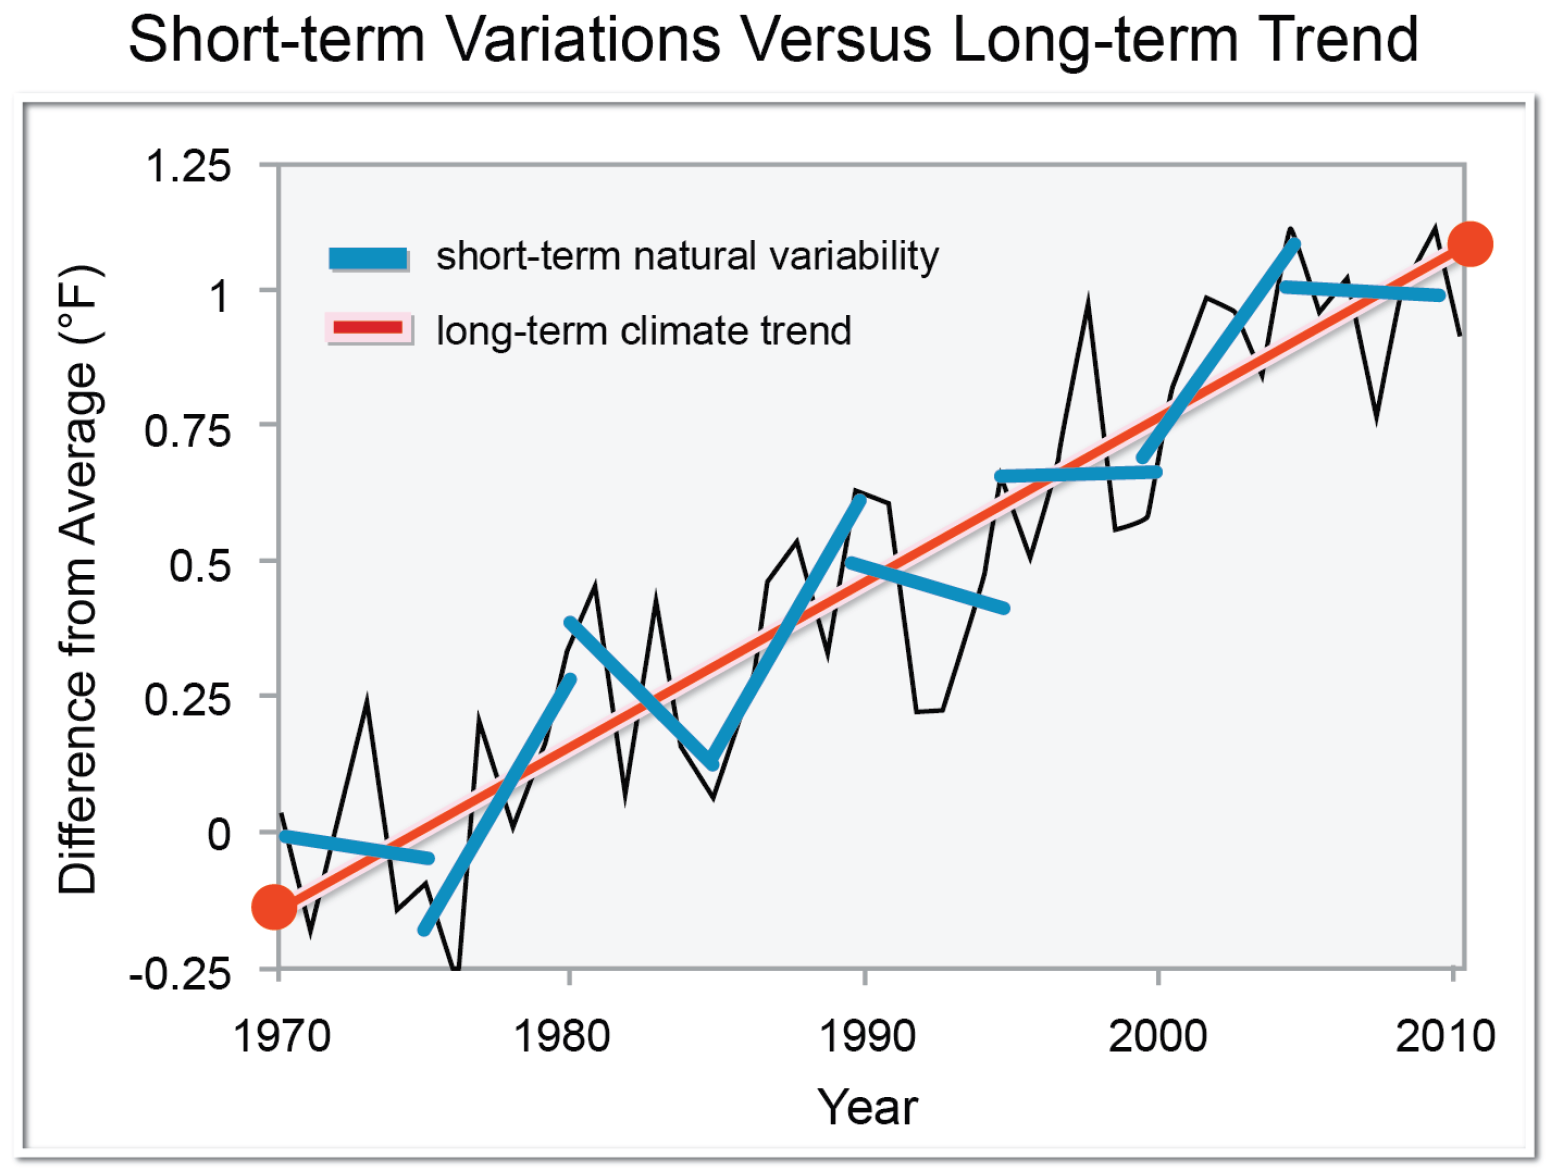 Short-term Variations Versus Long-term Trend
1.25
short-term natural variability
1
long-term climate trend
0.75
0.5
0.25
0
-0.25
Difference from Average (°F)
1970 1980 1990 2000 2010
Year